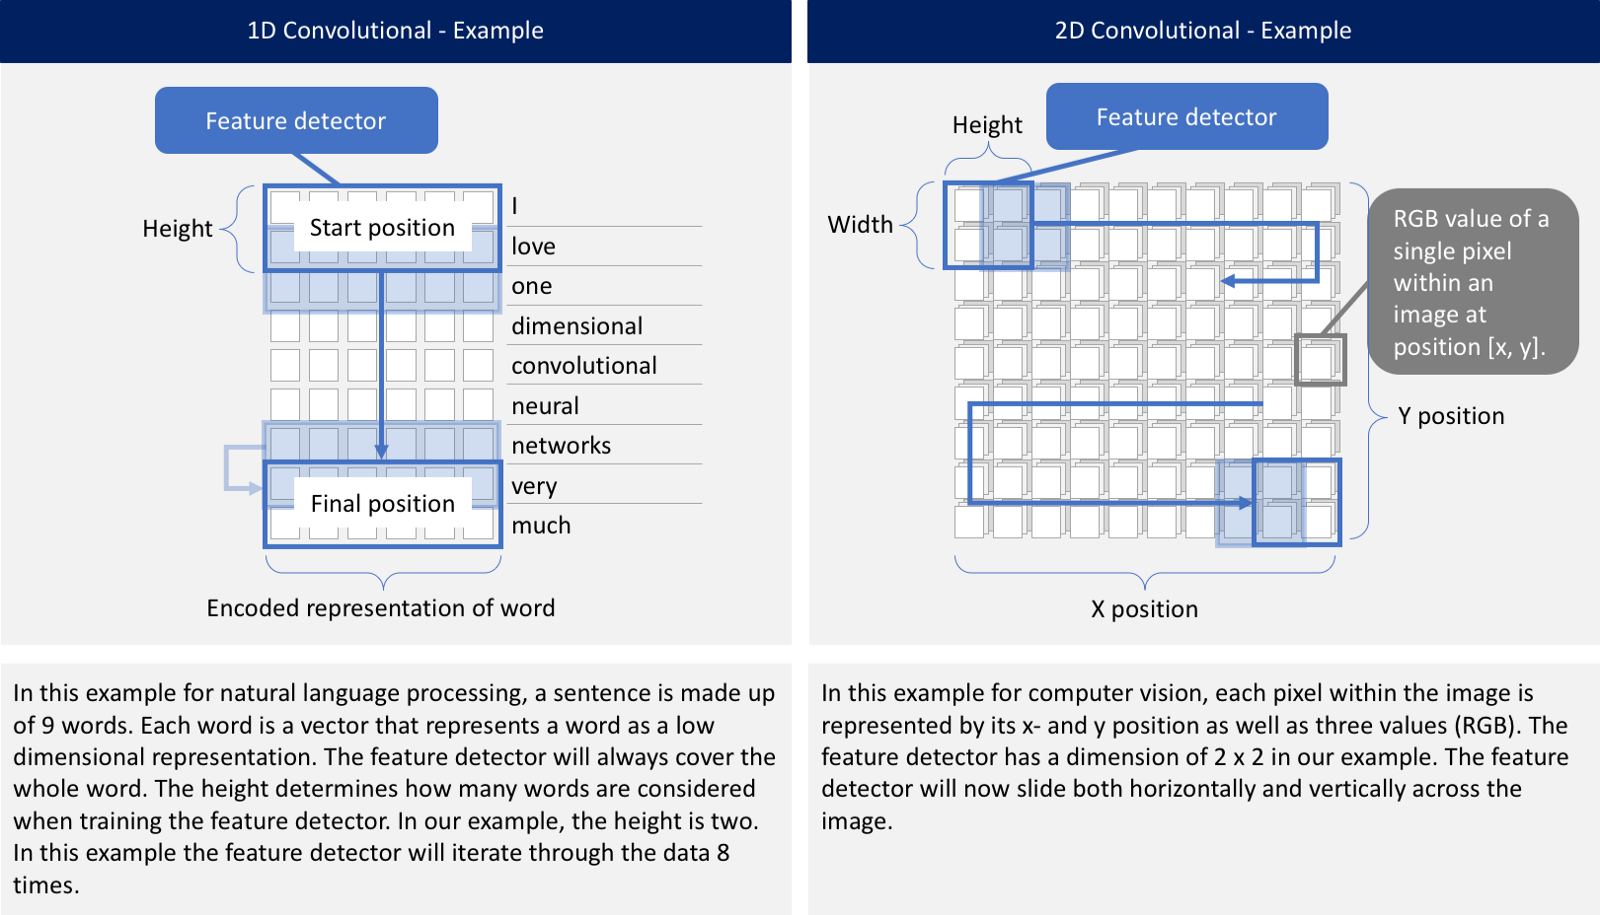 1D Convolutional - Example
Feature detector
Height
Start position
I
love
one
dimensional
convolutional
neural
networks
very
much
Final position
Encoded representation of word
In this example for natural language processing, a sentence is made up
of 9 words. Each word is a vector that represents a word as a low
dimensional representation. The feature detector will always cover the
whole word. The height determines how many words are considered
when training the feature detector. In our example, the height is two.
In this example the feature detector will iterate through the data 8
times.
2D Convolutional - Example
Feature detector
Height
Width
RGB value of a
single pixel
within an
image at
position [x, y].
Y position
X position
In this example for computer vision, each pixel within the image is
represented by its x- and y position as well as three values (RGB). The
feature detector has a dimension of 2 x 2 in our example. The feature
detector will now slide both horizontally and vertically across the
image.